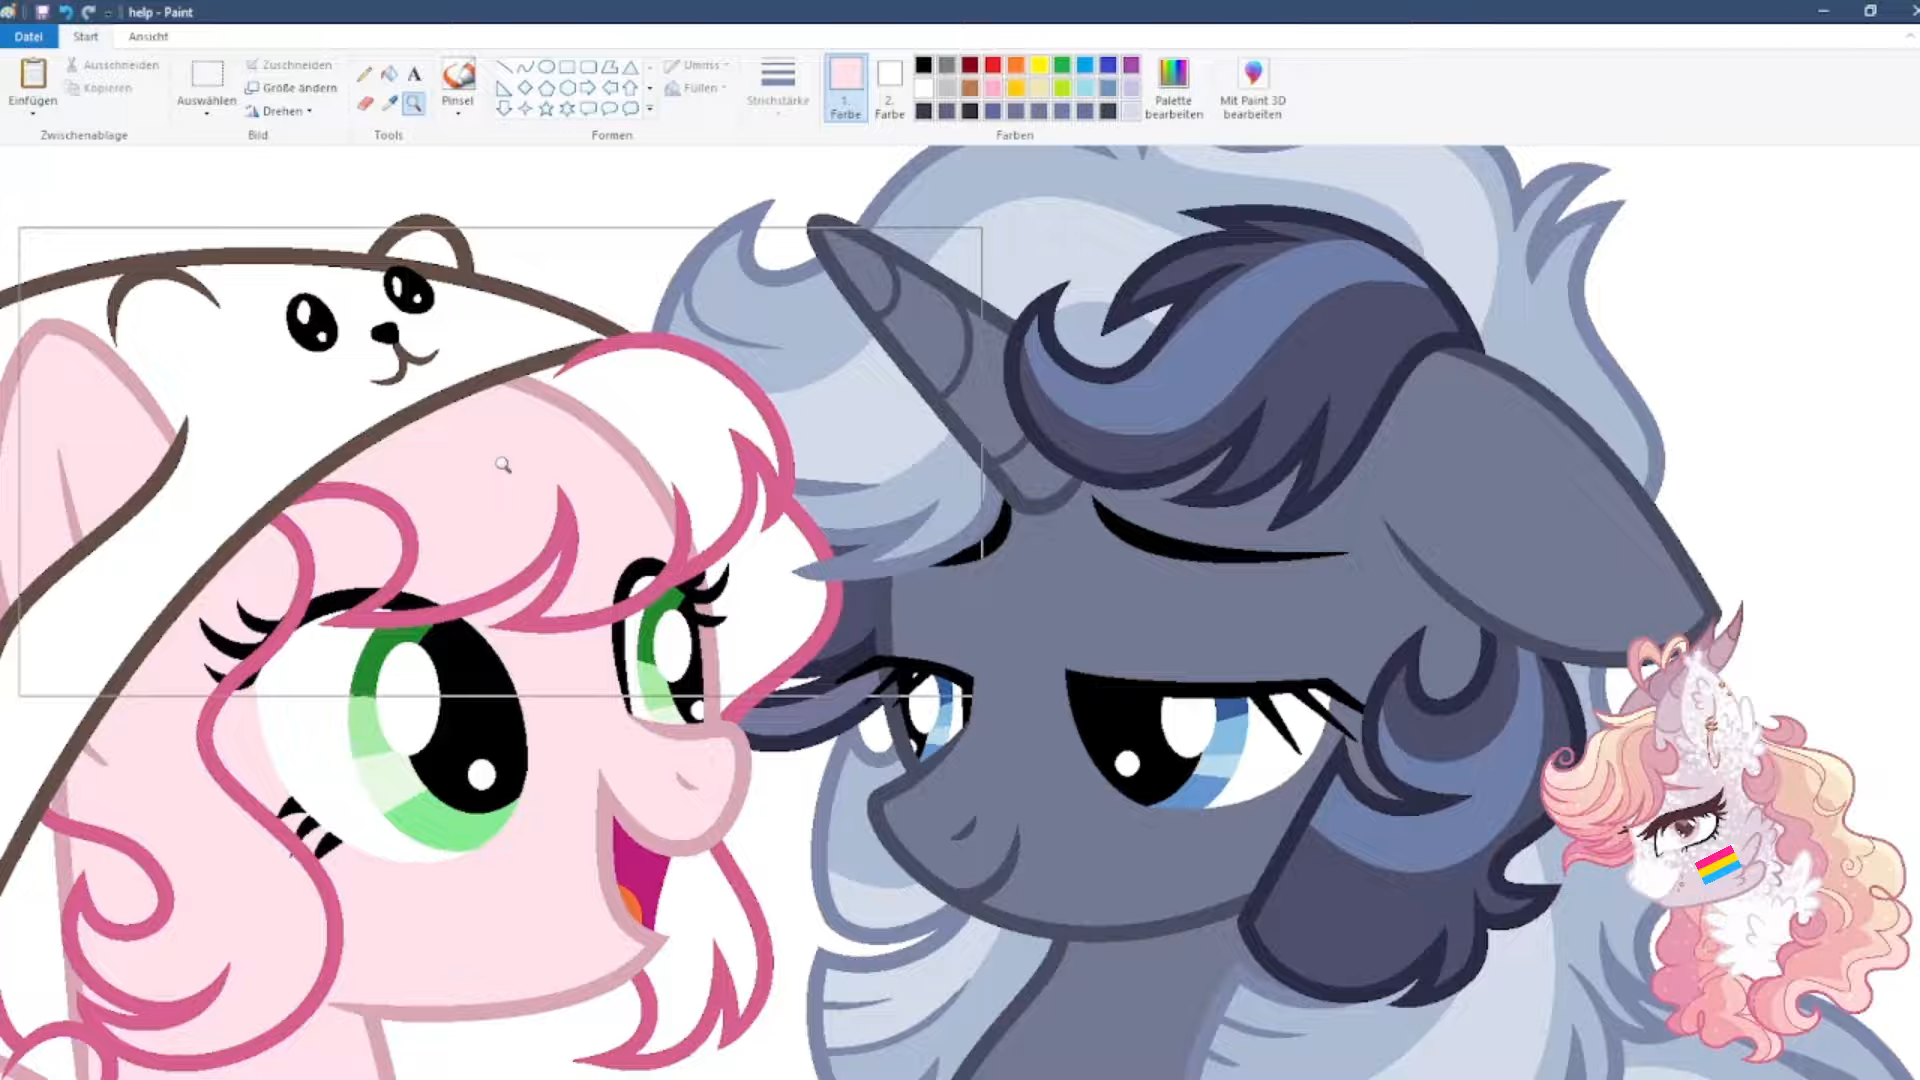 help - Paint
Datei Start Ansicht
Einfügen
Ausschneiden
Kopieren
Zwischenablage
Auswählen
Zuschneiden
Größe ändern
Drehen
Bild
A
Tools
Pinsel
Formen
Umriss
Füllen
Strichstärke
1.
Farbe
2.
Farbe
Farben
Palette
bearbeiten
Mit Paint 3D
bearbeiten